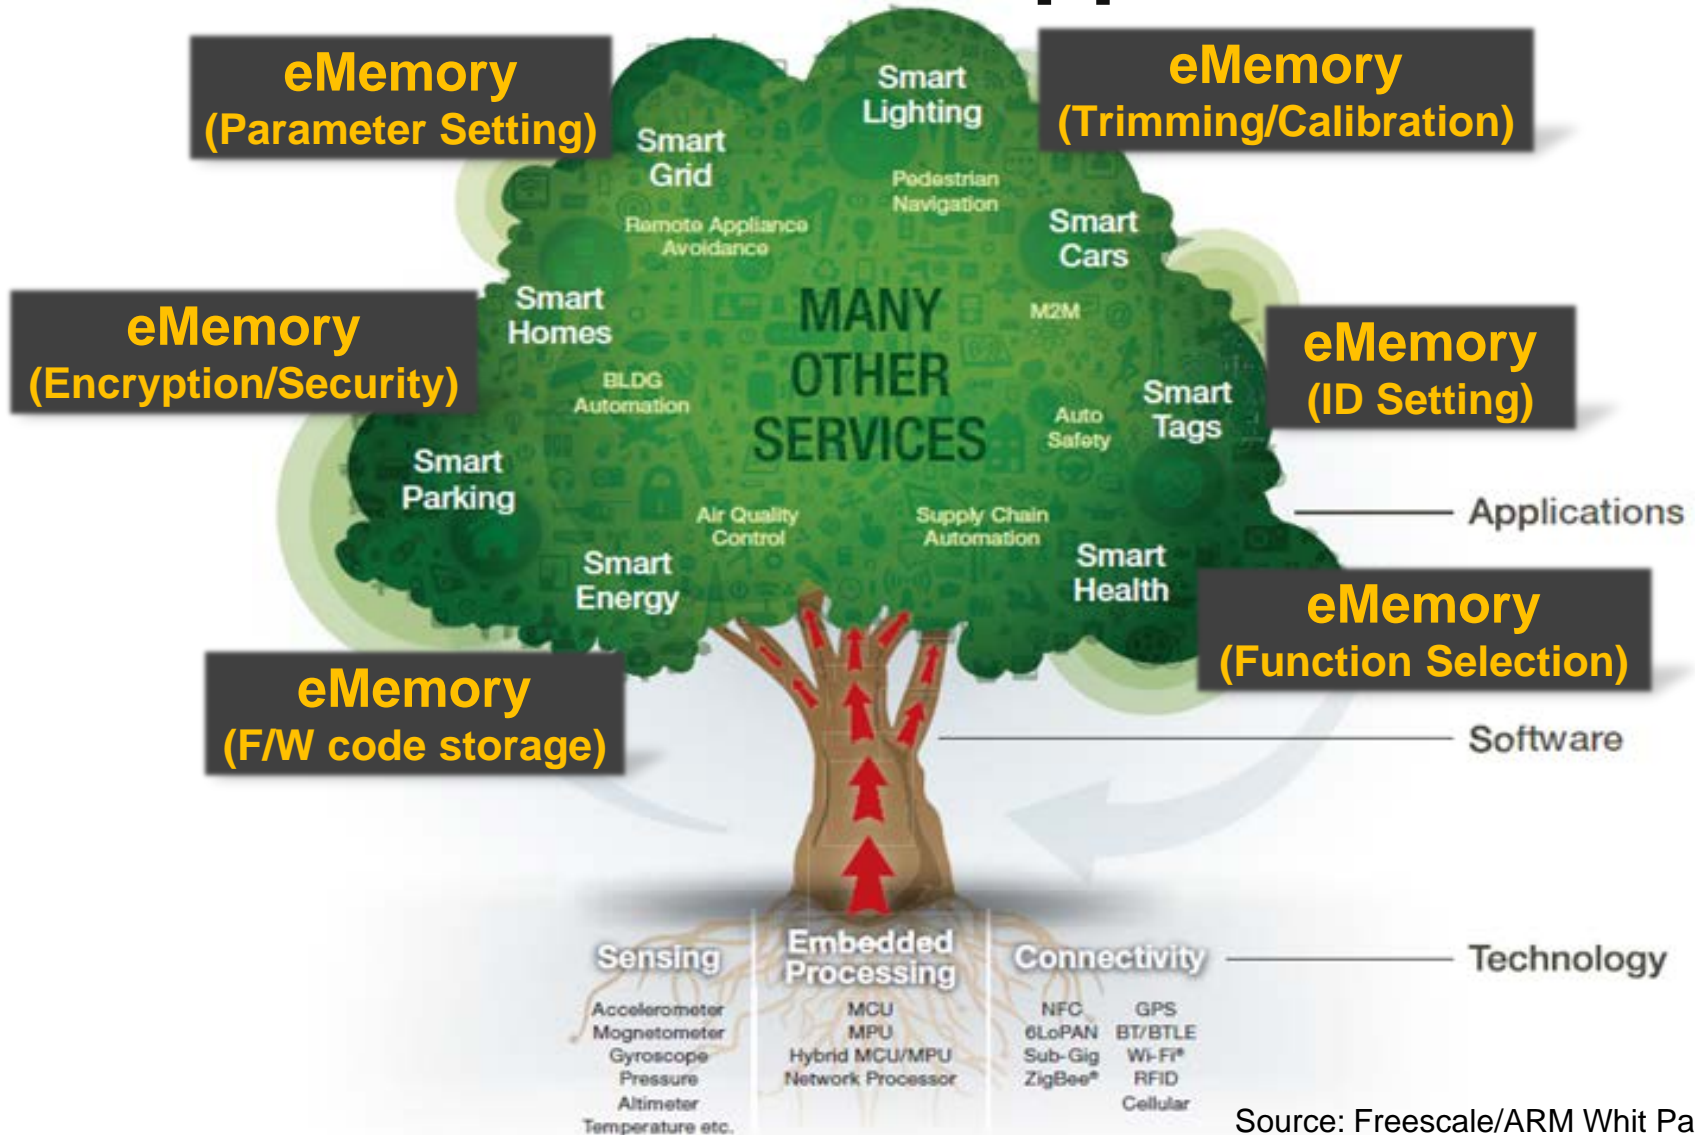 eMemory
(Parameter Setting)
eMemory
(Trimming/Calibration)
Smart
Lighting
Smart
Grid
Pedestrian
Navigation
Remote Appliance
Avoidance
Smart
Cars
eMemory
(Encryption/Security)
Smart
Homes
MANY
OTHER
SERVICES
M2M
eMemory
(ID Setting)
BLDG
Automation
Auto
Safety
Smart
Tags
Smart
Parking
Air Quality
Control
Supply Chain
Automation
Applications
Smart
Energy
Smart
Health
eMemory
(Function Selection)
eMemory
(F/W code storage)
Software
Sensing
Accelerometer
Mognetometer
Gyroscope
Pressure
Altimeter
Temperature etc.
Embedded
Processing
MCU
MPU
Hybrid MCU/MPU
Network Processor
Connectivity
NFC GPS
6LoPAN BT/BTLE
Sub-Gig Wi-Fi®
ZigBee® RFID
Cellular
Technology
Source: Freescale/ARM Whit Pa